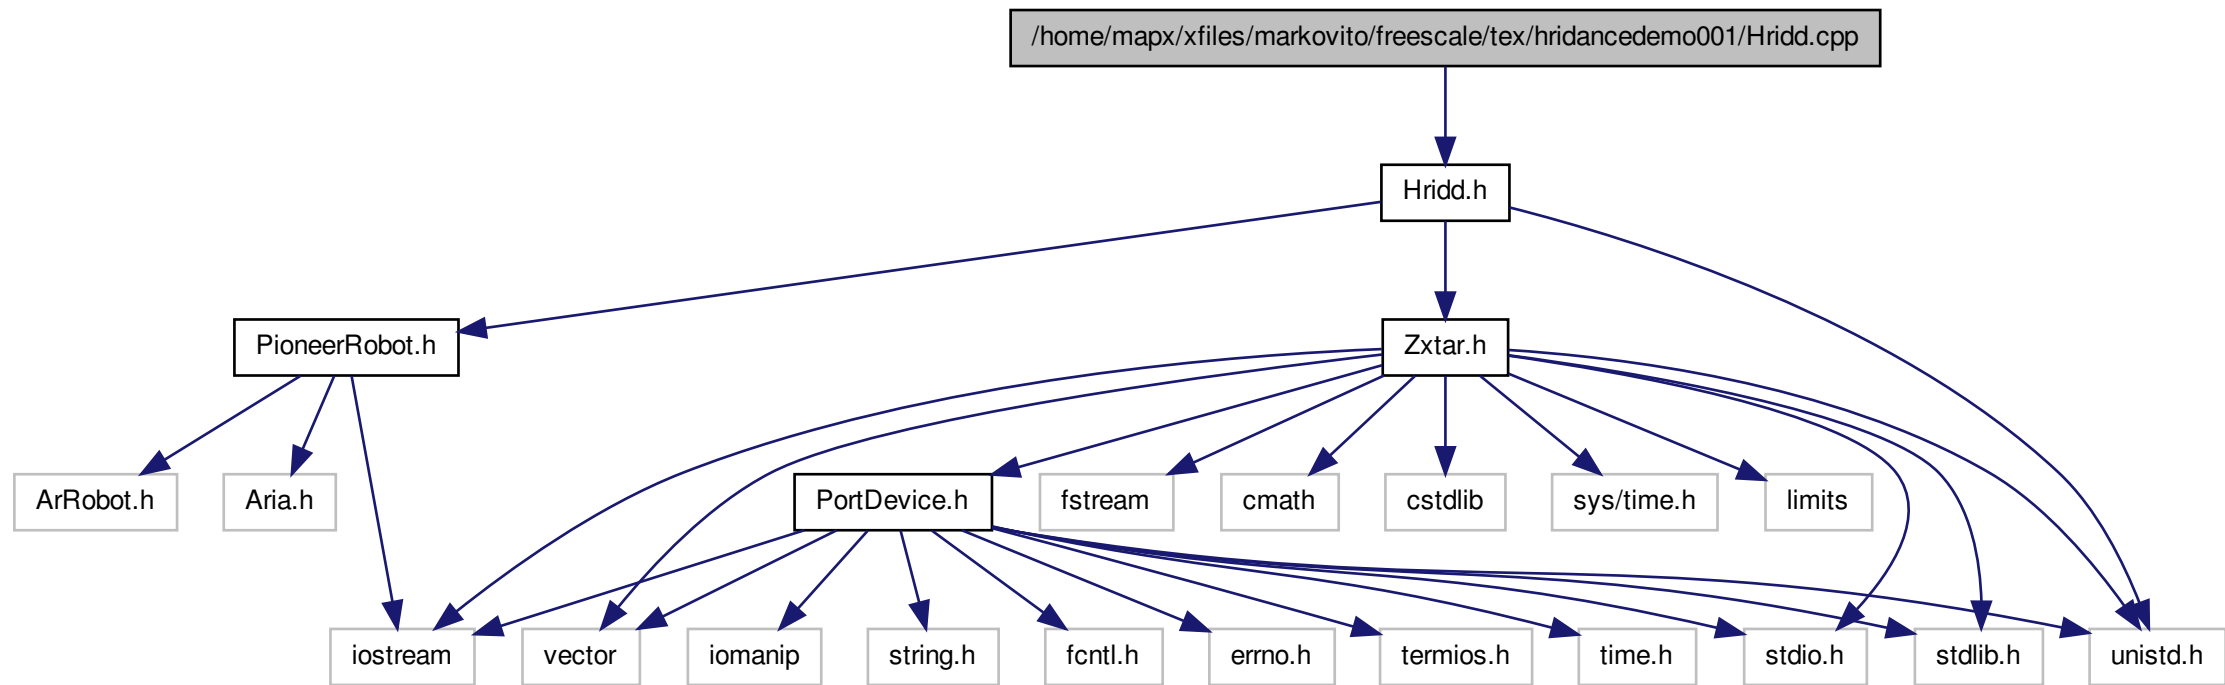 /home/mapx/xfiles/markovito/freescale/tex/hridancedemo001/Hridd.cpp
Hridd.h
PioneerRobot.h
Zxtar.h
ArRobot.h
Aria.h
PortDevice.h
fstream
cmath
cstdlib
sys/time.h
limits
iostream
vector
iomanip
string.h
fcntl.h
errno.h
termios.h
time.h
stdio.h
stdlib.h
unistd.h